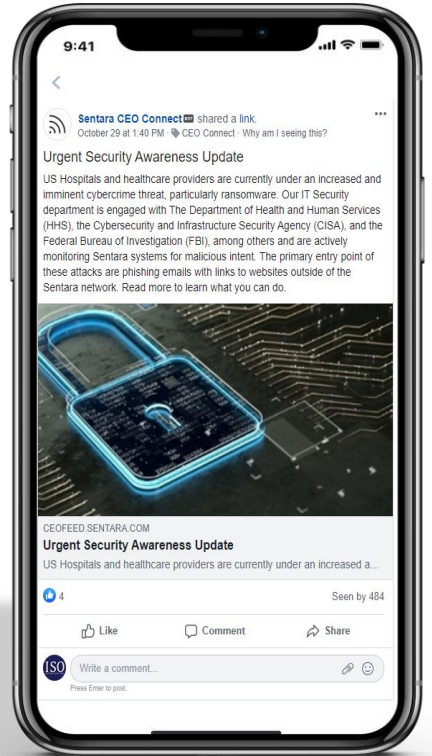 9:41
Sentara CEO Connect shared a link.
October 29 at 1:40 PM · CEO Connect · Why am I seeing this?
Urgent Security Awareness Update
US Hospitals and healthcare providers are currently under an increased and
imminent cybercrime threat, particularly ransomware. Our IT Security
department is engaged with The Department of Health and Human Services
(HHS), the Cybersecurity and Infrastructure Security Agency (CISA), and the
Federal Bureau of Investigation (FBI), among others and are actively
monitoring Sentara systems for malicious intent. The primary entry point of
these attacks are phishing emails with links to websites outside of the
Sentara network. Read more to learn what you can do.
CEOFEED.SENTARA.COM
Urgent Security Awareness Update
US Hospitals and healthcare providers are currently under an increased a...
4 Seen by 484
Like Comment Share
ISO Write a comment...
Press Enter to post.